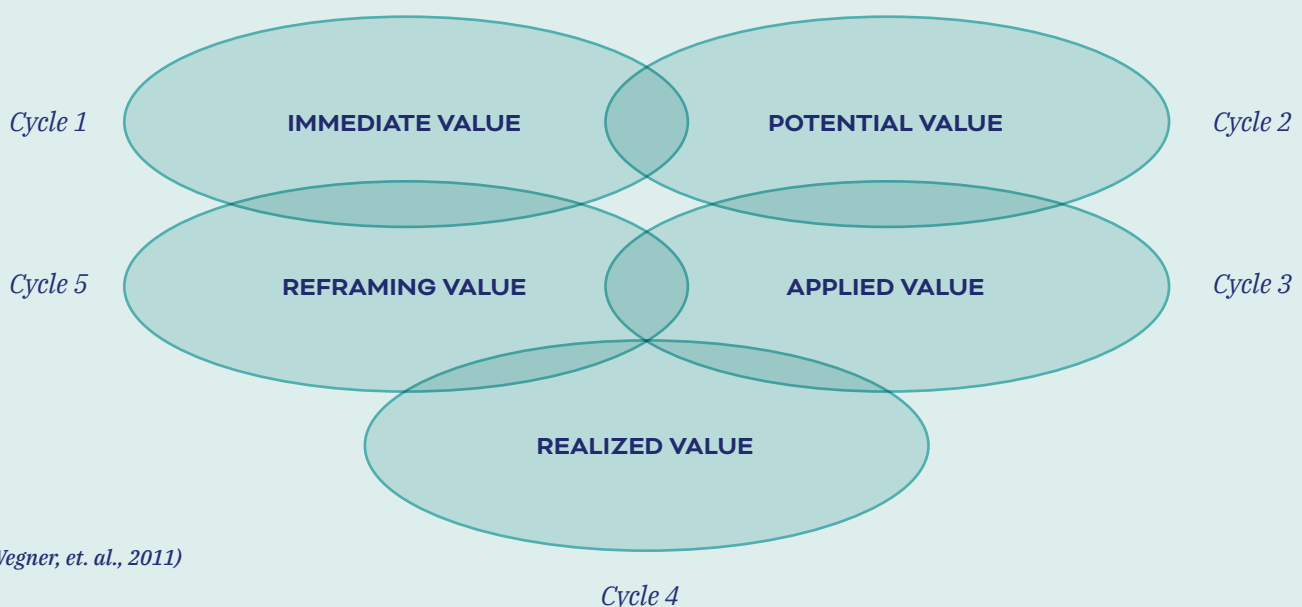 Cycle 1
IMMEDIATE VALUE
POTENTIAL VALUE
Cycle 2
Cycle 5
REFRAMING VALUE
APPLIED VALUE
Cycle 3
REALIZED VALUE
et. al., 2011)
Cycle 4